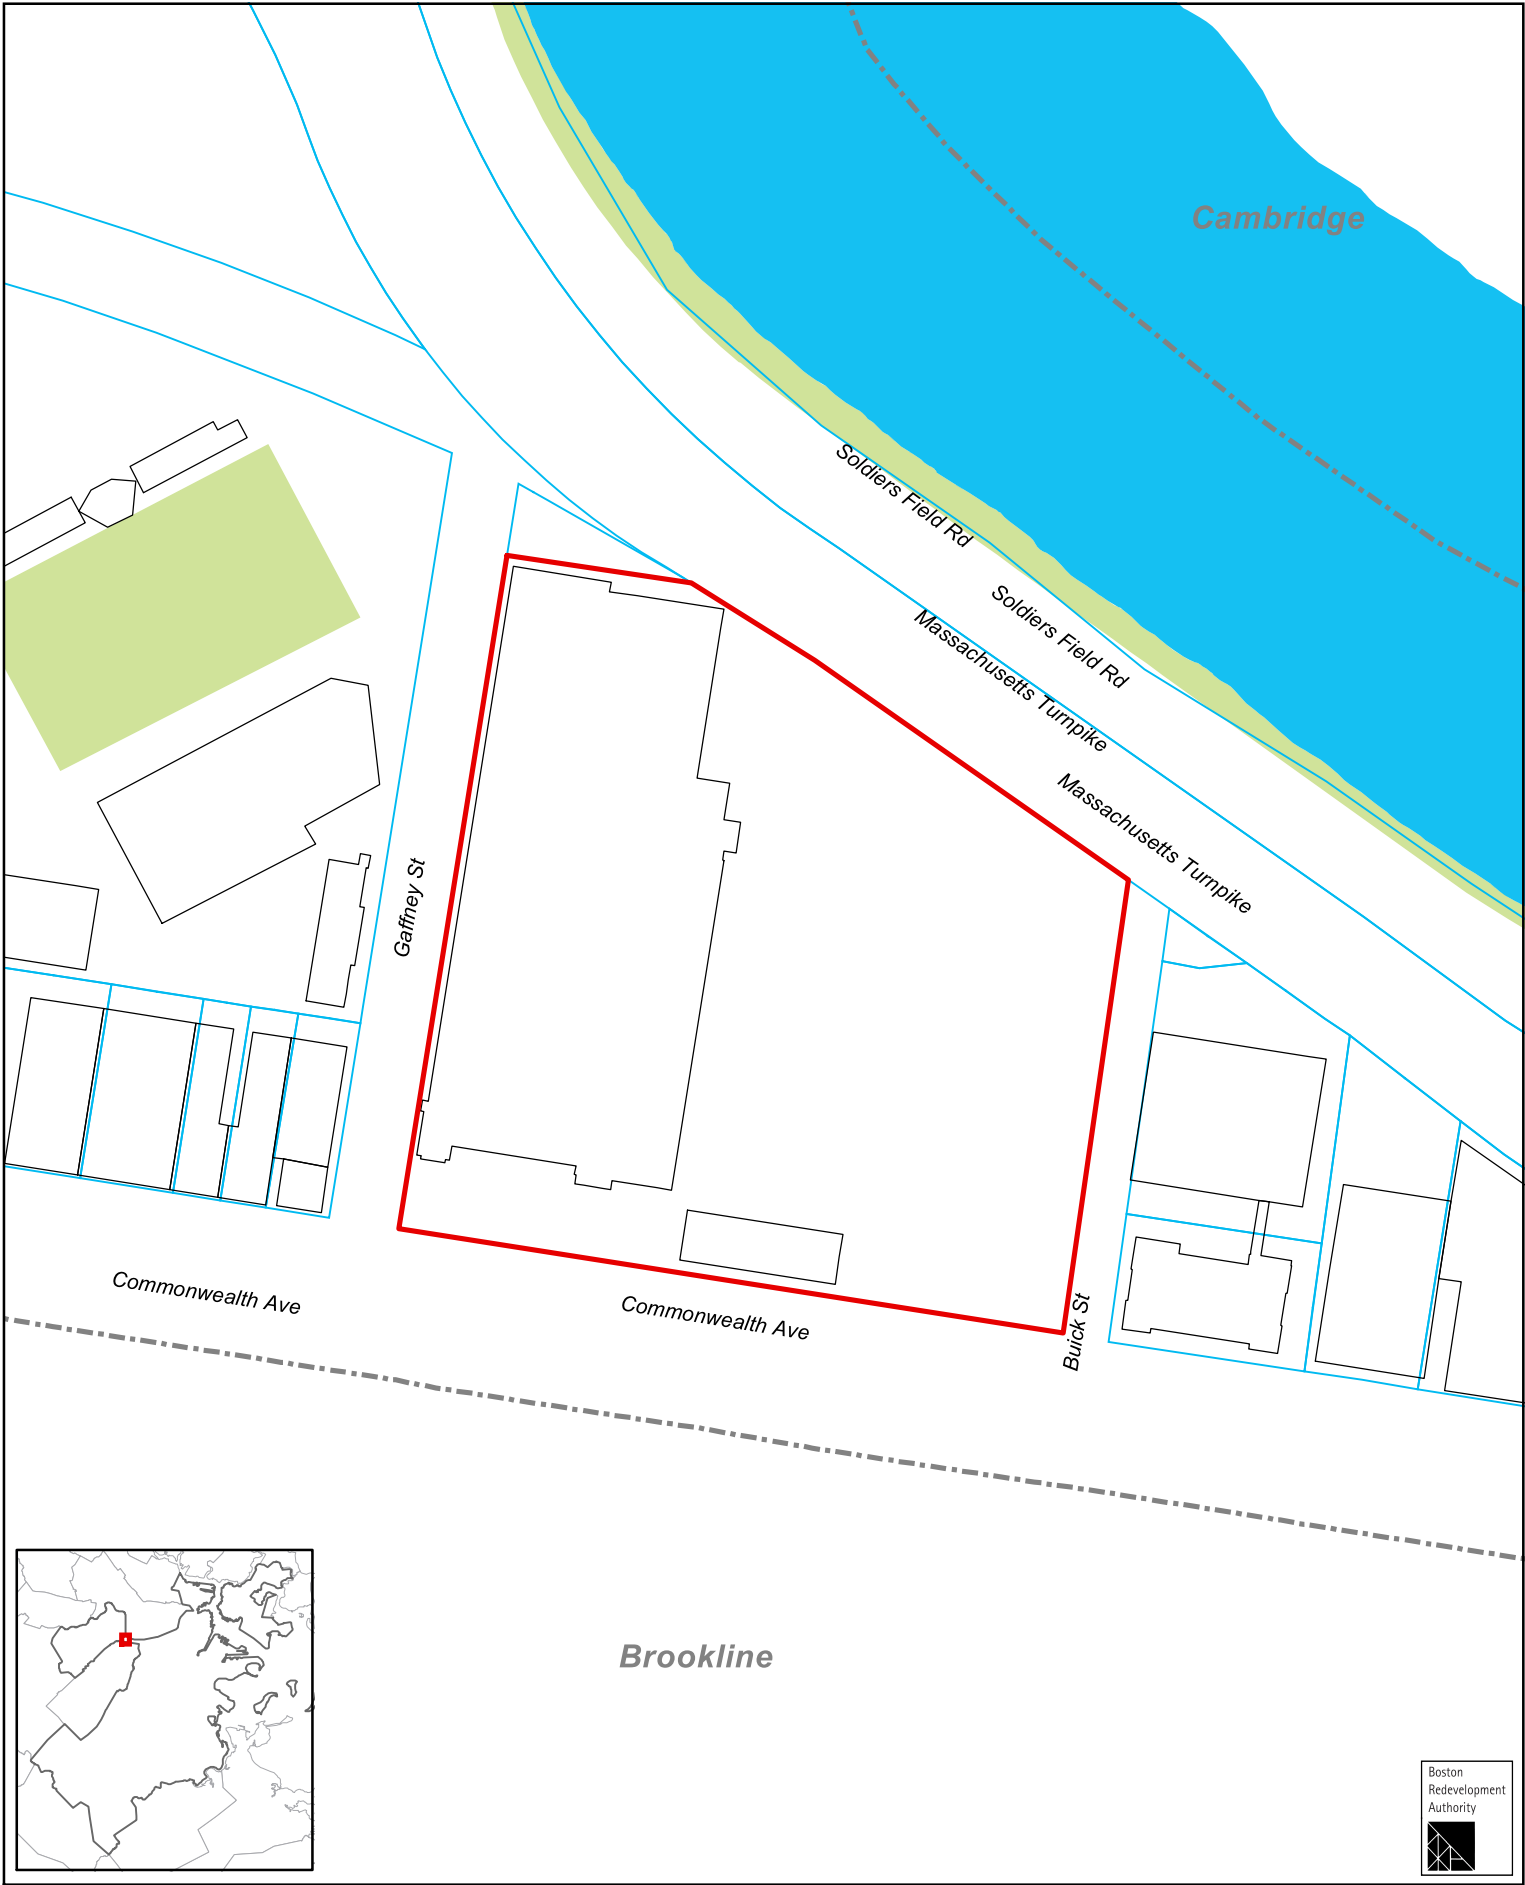 Cambridge
Soldiers Field Rd
Soldiers Field Rd
Massachusetts Turnpike
Massachusetts Turnpike
Gaffney St
Commonwealth Ave
Commonwealth Ave
Buick St
Brookline
Boston
Redevelopment
Authority